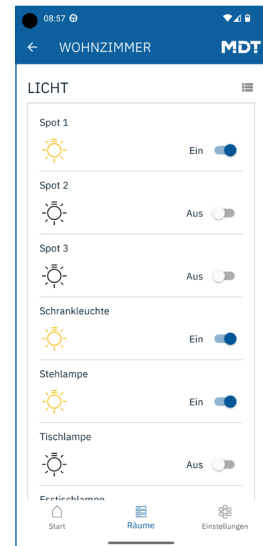 08:57
WOHNZIMMER
MDT
LICHT
Spot 1
Ein
Spot 2
Aus
Spot 3
Aus
Schrankleuchte
Ein
Stehlampe
Ein
Tischlampe
Aus
Esstischlampe
Start
Räume
Einstellungen